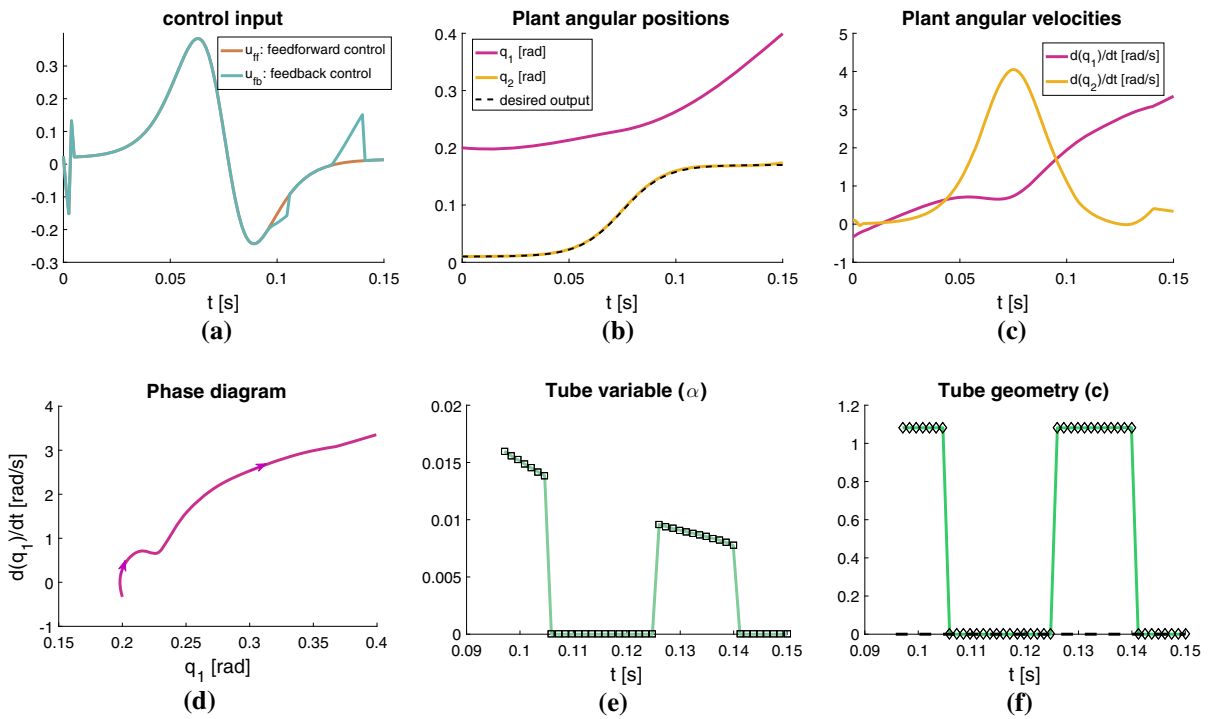 control input
u_ff: feedforward control
u_fb: feedback control
0.3
0.2
0.1
0
-0.1
-0.2
-0.3
0 0.05 0.1 0.15
t [s]
(a)
Plant angular positions
q_1 [rad]
q_2 [rad]
desired output
0.4
0.3
0.2
0.1
0
0 0.05 0.1 0.15
t [s]
(b)
Plant angular velocities
d(q_1)/dt [rad/s]
d(q_2)/dt [rad/s]
5
4
3
2
1
0
-1
0 0.05 0.1 0.15
t [s]
(c)
Phase diagram
d(q_1)/dt [rad/s]
4
3
2
1
0
-1
0.15 0.2 0.25 0.3 0.35 0.4
q_1 [rad]
(d)
Tube variable (α)
0.02
0.015
0.01
0.005
0
0.09 0.1 0.11 0.12 0.13 0.14 0.15
t [s]
(e)
Tube geometry (c)
1.2
1
0.8
0.6
0.4
0.2
0
0.09 0.1 0.11 0.12 0.13 0.14 0.15
t [s]
(f)